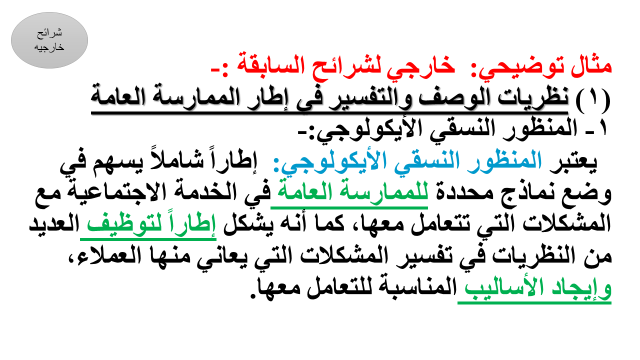 شرائح
خارجيه
مثال توضيحي: خارجي لشرائح السابقة :-
(١) نظريات الوصف والتفسير في إطار الممارسة العامة
١- المنظور النسقي الأيكولوجي:-
يعتبر المنظور النسقي الأيكولوجي: إطاراً شاملاً يسهم في
وضع نماذج محددة للممارسة العامة في الخدمة الاجتماعية مع
المشكلات التي تتعامل معها، كما أنه يشكل إطاراً لتوظيف العديد
من النظريات في تفسير المشكلات التي يعاني منها العملاء،
وإيجاد الأساليب المناسبة للتعامل معها.